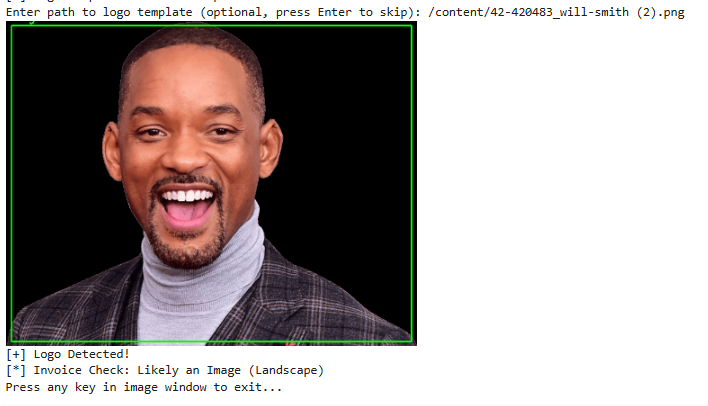 Enter path to logo template (optional, press Enter to skip): /content/42-420483_will-smith (2).png
[+] Logo Detected!
[*] Invoice Check: Likely an Image (Landscape)
Press any key in image window to exit...